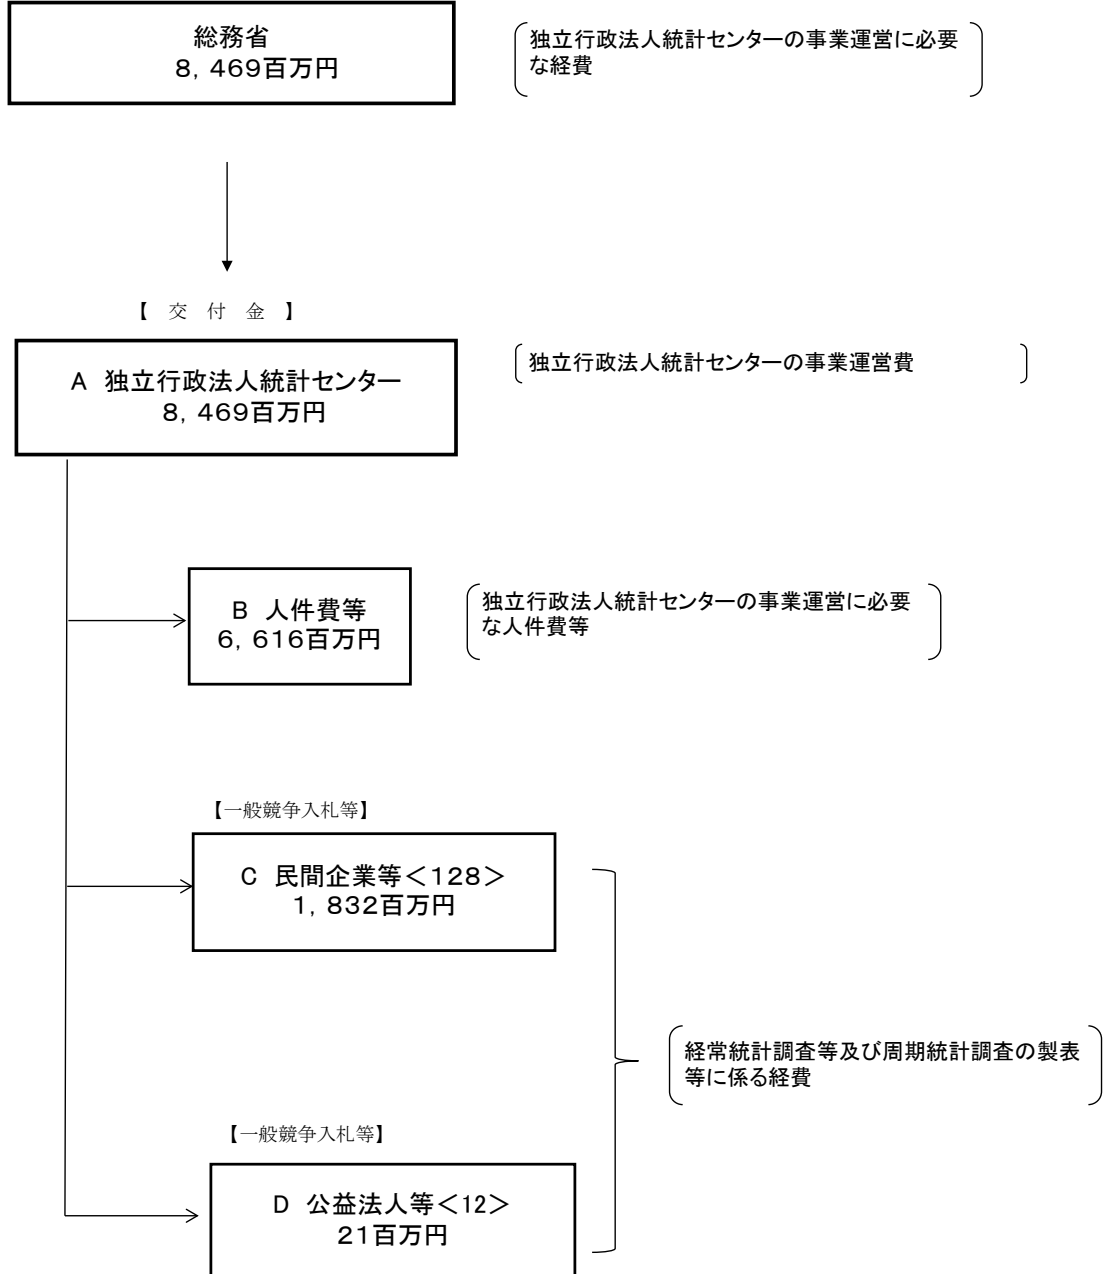 総務省
8,469百万円
独立行政法人統計センターの事業運営に必要
な経費
【 交 付 金 】
A 独立行政法人統計センター
8,469百万円
独立行政法人統計センターの事業運営費
B 人件費等
6,616百万円
独立行政法人統計センターの事業運営に必要
な人件費等
【一般競争入札等】
C 民間企業等＜128＞
1,832百万円
経常統計調査等及び周期統計調査の製表
等に係る経費
【一般競争入札等】
D 公益法人等＜12＞
21百万円